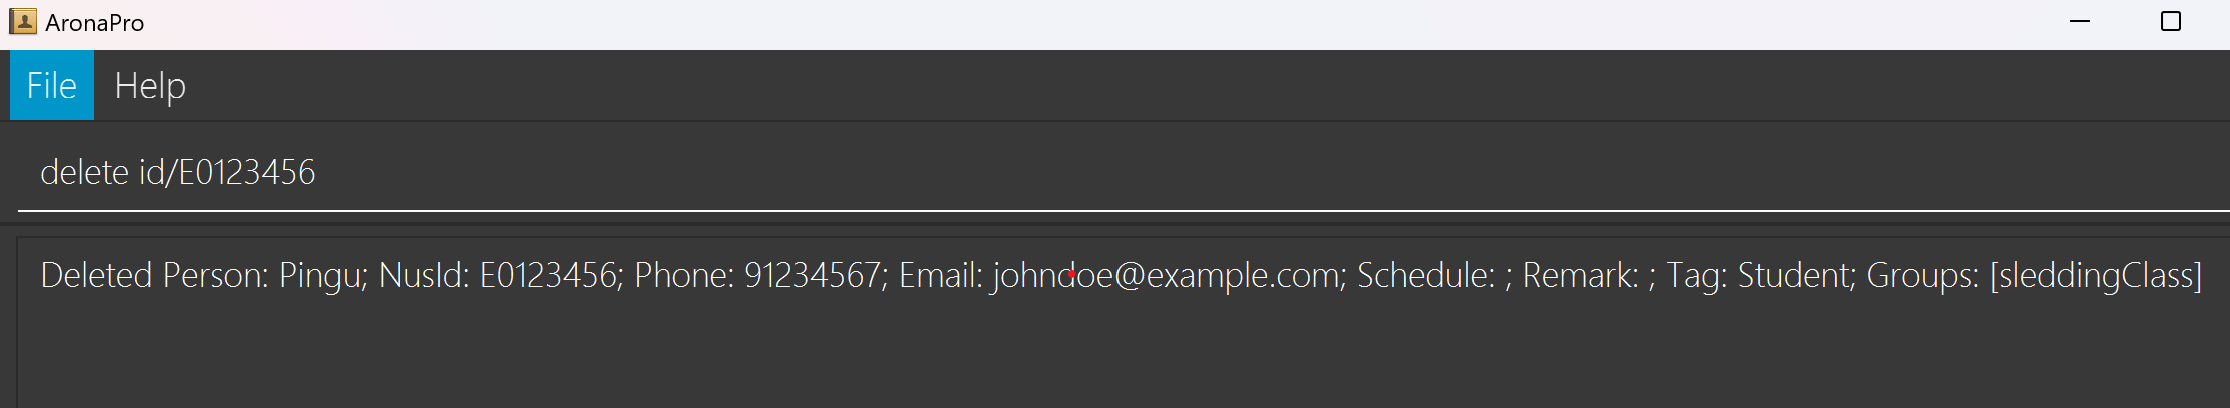 AronaPro
File Help
delete id/E0123456
Deleted Person: Pingu; NusId: E0123456; Phone: 91234567; Email: johndoe@example.com; Schedule: ; Remark: ; Tag: Student; Groups: [sleddingClass]